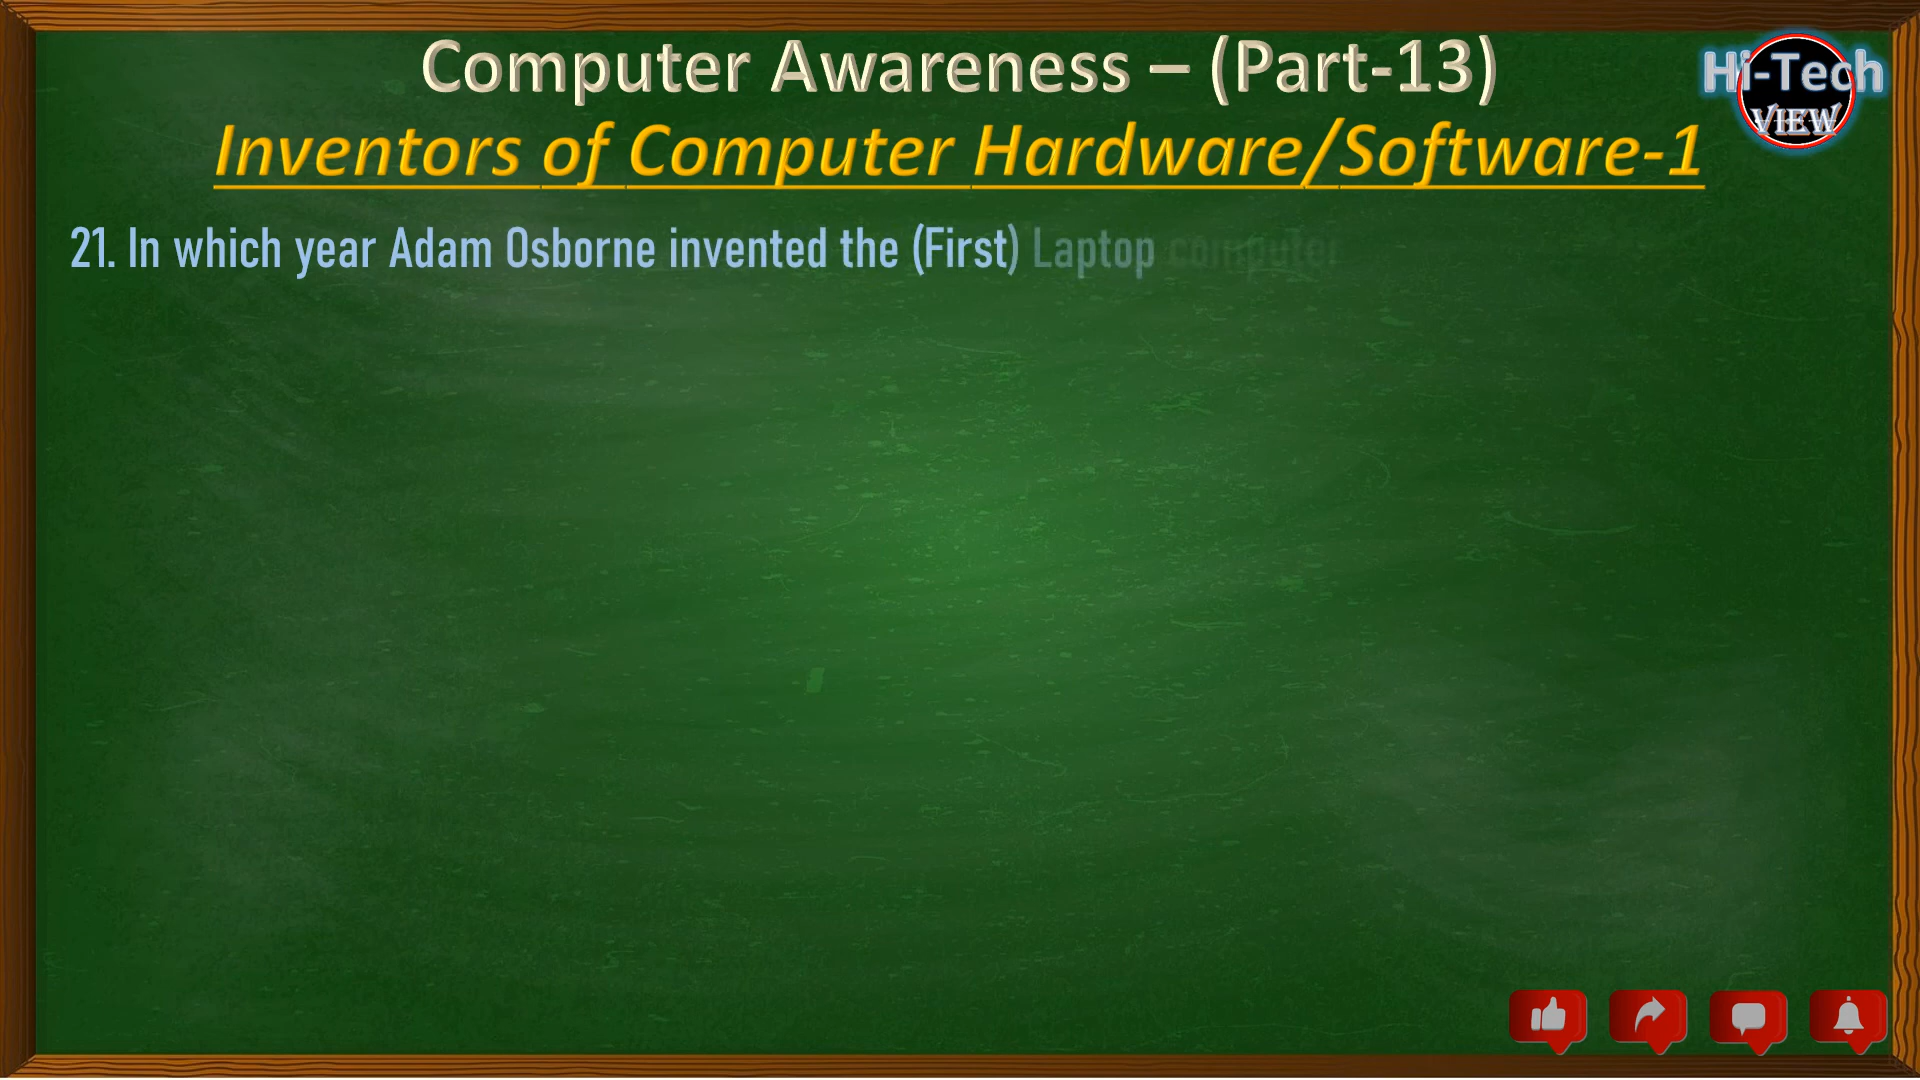 Computer Awareness – (Part-13)
Hi-Tech
VIEW
Inventors of Computer Hardware/Software-1
21. In which year Adam Osborne invented the (First) Laptop computer